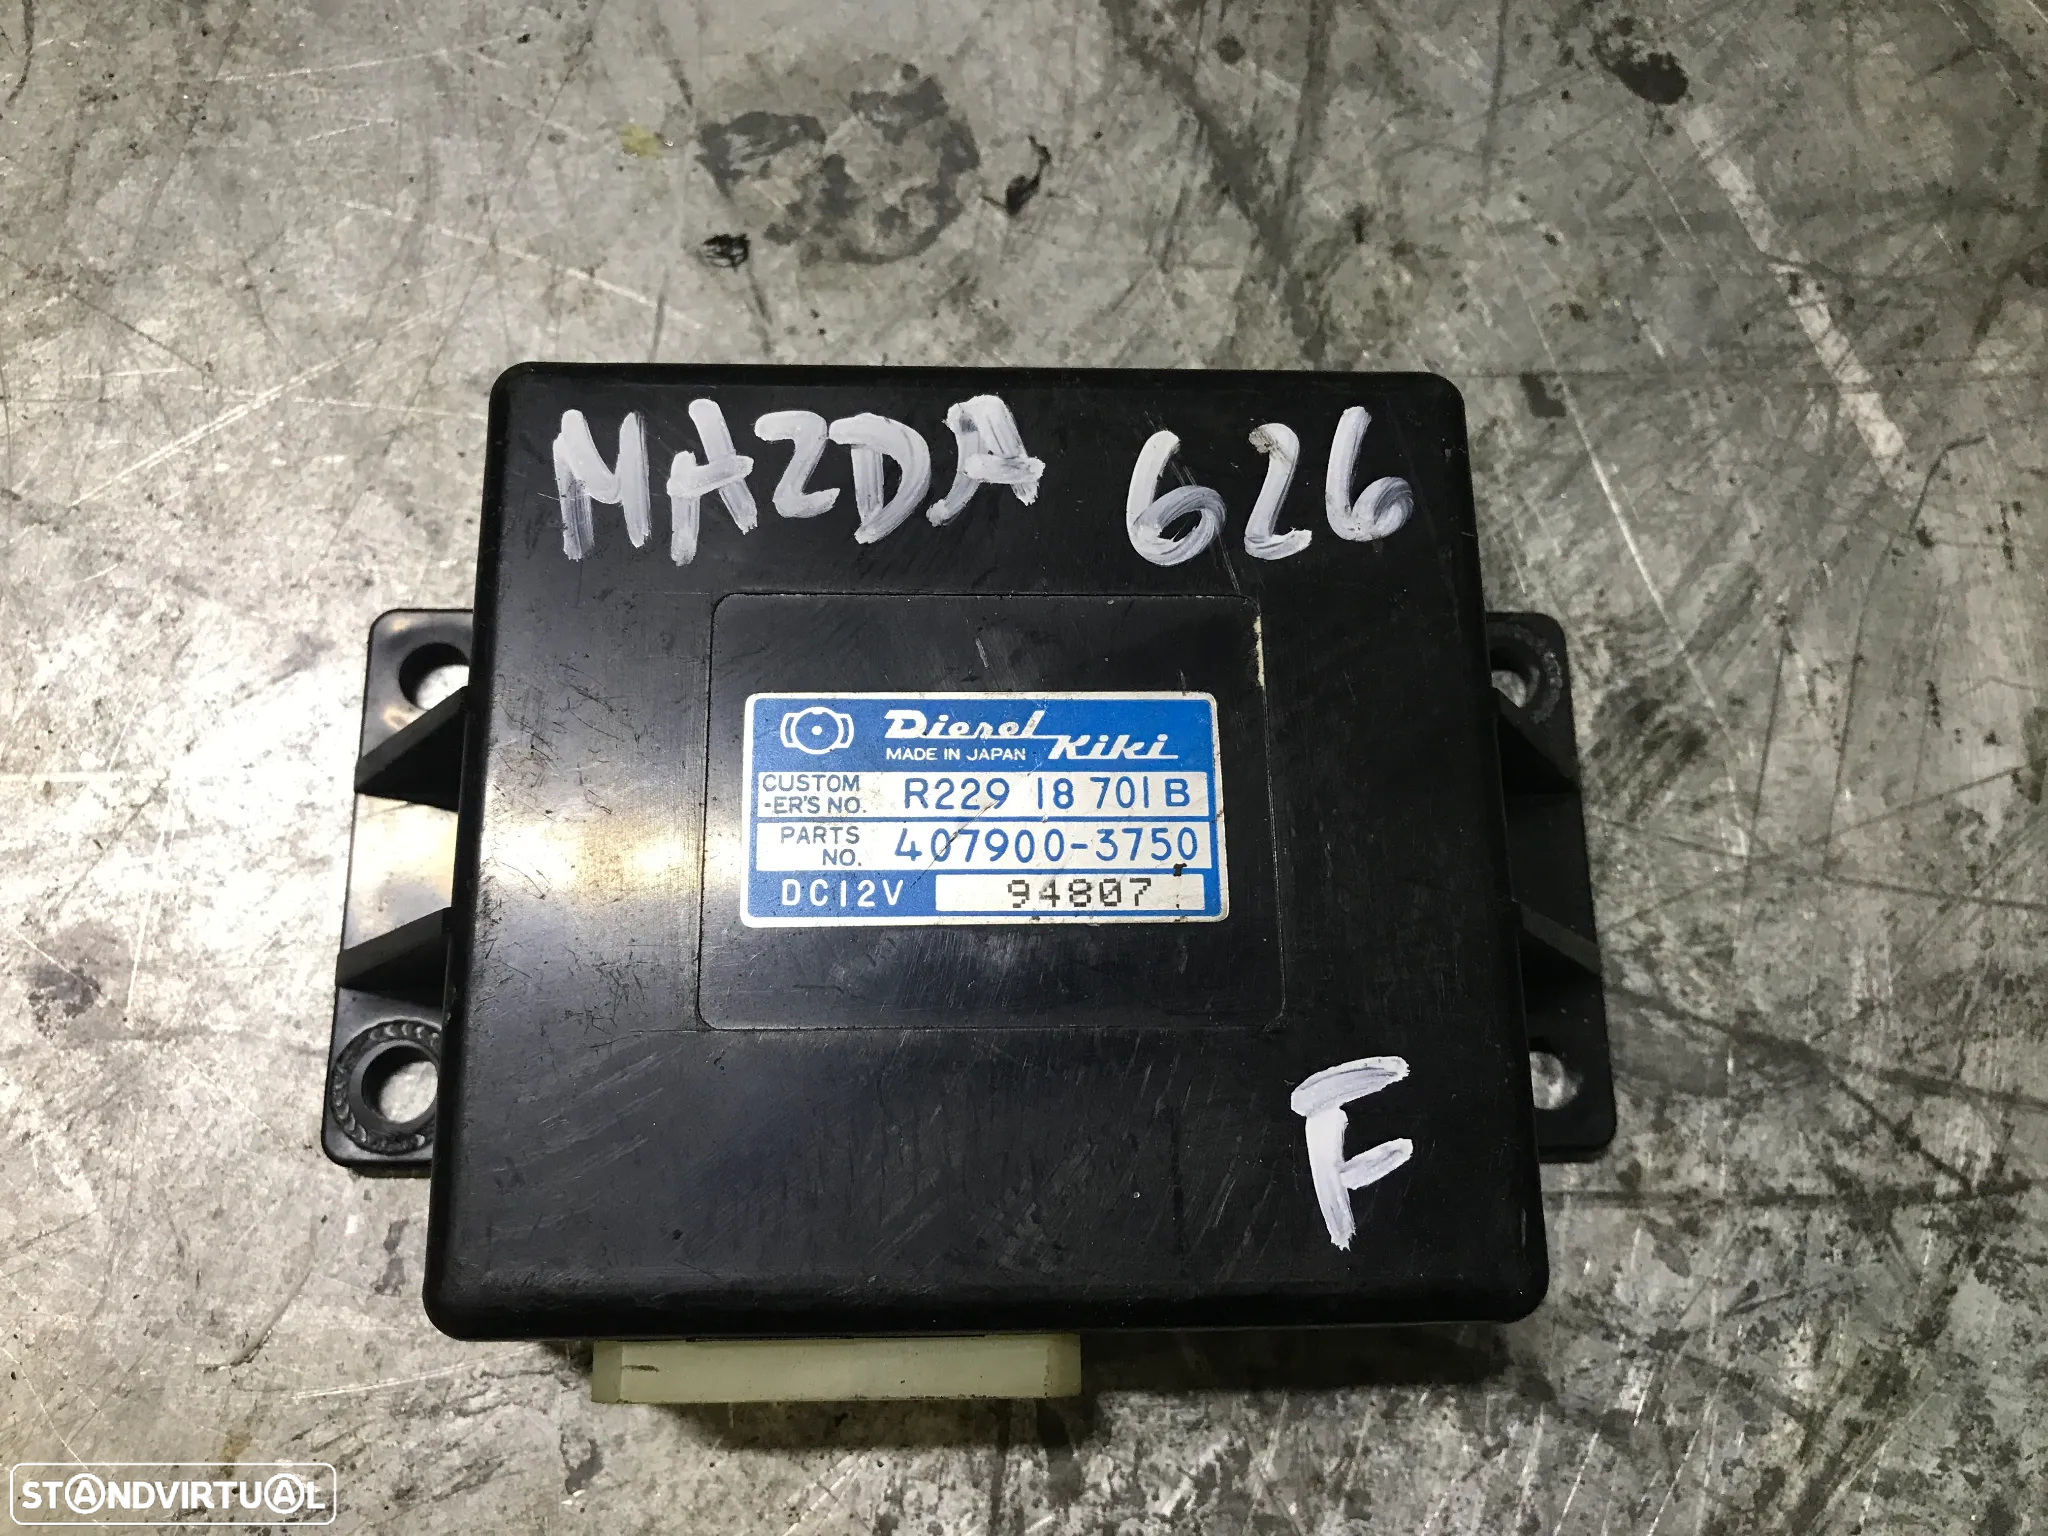 MAZDA 626
Diesel Kiki
MADE IN JAPAN
CUSTOM
-ER'S NO. R229 18 701B
PARTS
NO. 407900-3750
DC12V 94807
F
STANDVIRTUAL